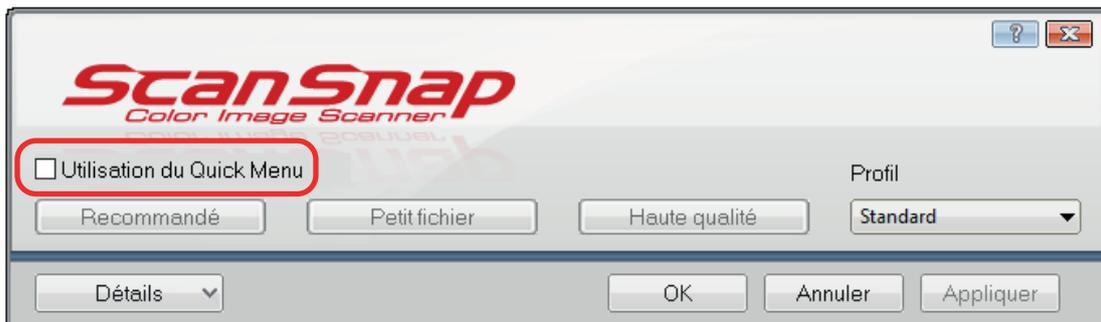 ScanSnap
Color Image Scanner
Utilisation du Quick Menu
Profil
Recommandé
Petit fichier
Haute qualité
Standard
Détails
OK
Annuler
Appliquer